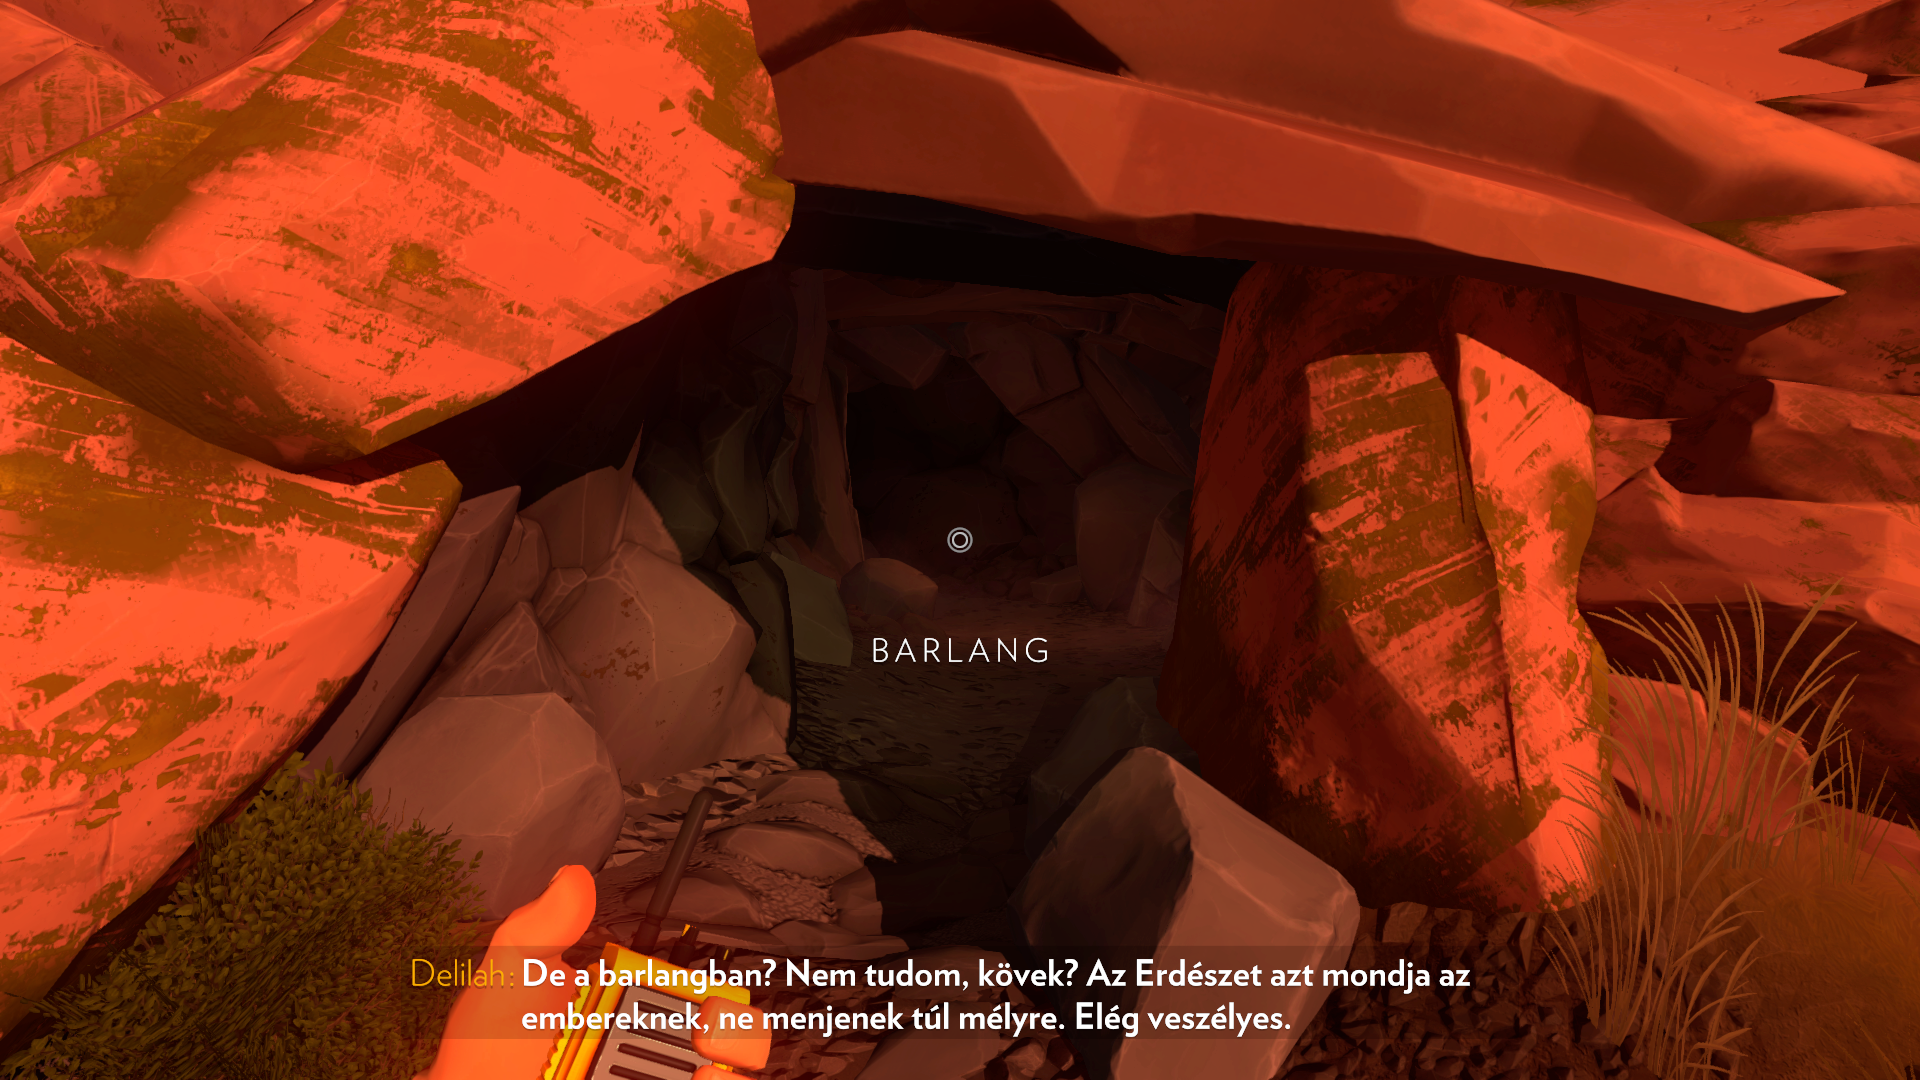 BARLANG
Delilah: De a barlangban? Nem tudom, kövek? Az Erdészet azt mondja az
embereknek, ne menjenek túl mélyre. Elég veszélyes.